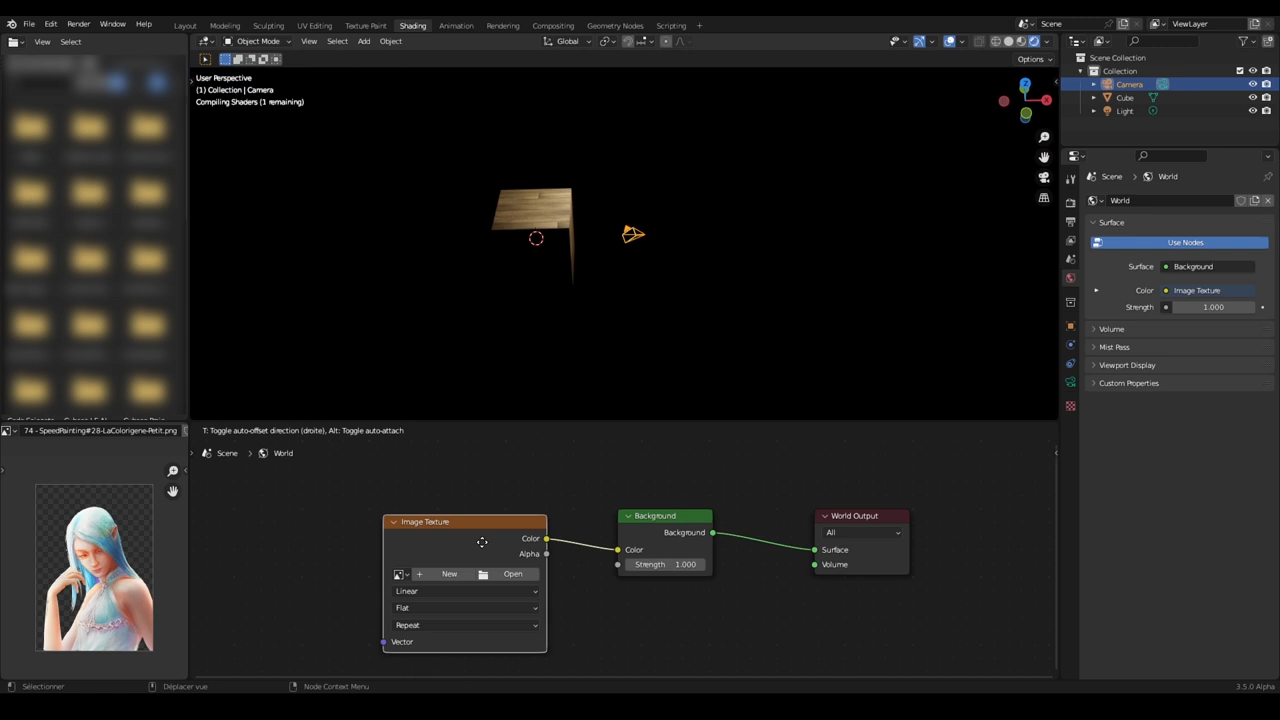 File Edit Render Window Help
Layout Modeling Sculpting UV Editing Texture Paint Shading Animation Rendering Compositing Geometry Nodes Scripting +
Scene
ViewLayer
View Select
Object Mode View Select Add Object
Global
Options
User Perspective
(1) Collection | Camera
Compiling Shaders (1 remaining)
Z
X
Scene Collection
Collection
Camera
Cube
Light
Scene > World
World
Surface
Use Nodes
Surface Background
Color Image Texture
Strength 1.000
Volume
Mist Pass
Viewport Display
Custom Properties
74 - SpeedPainting#28-LaColorigene-Petit.png
T: Toggle auto-offset direction (droite), Alt: Toggle auto-attach
Scene > World
Image Texture
Color
Alpha
New Open
Linear
Flat
Repeat
Vector
Background
Background
Color
Strength 1.000
World Output
All
Surface
Volume
Sélectionner
Déplacer vue
Node Context Menu
3.5.0 Alpha